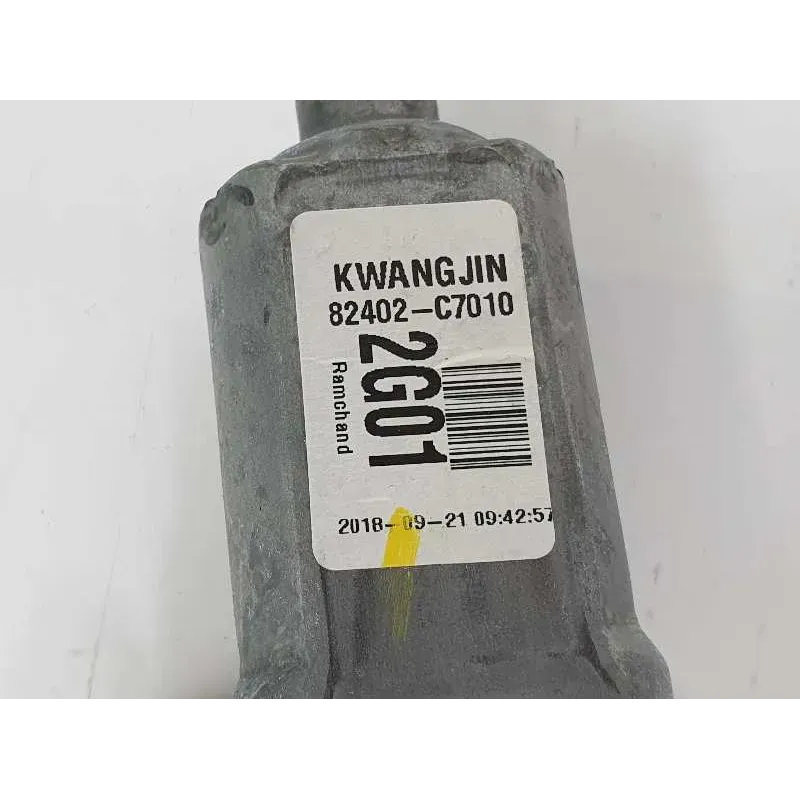 KWANGJIN
82402-C7010
2G01
Ramchand
2018-09-21 09:42:57